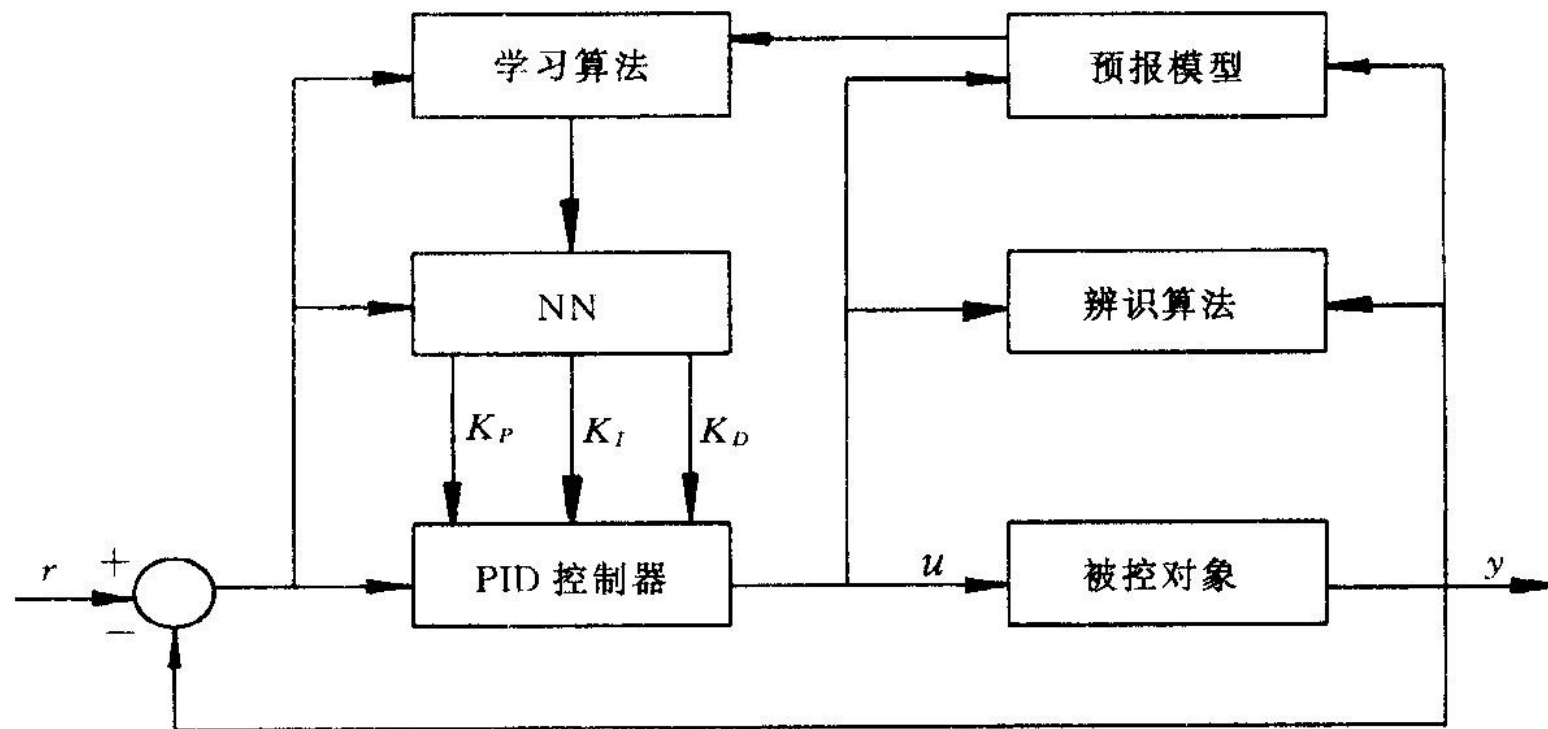 学习算法
预报模型
NN
辨识算法
K_P K_I K_D
r + −
PID 控制器
u
被控对象
y